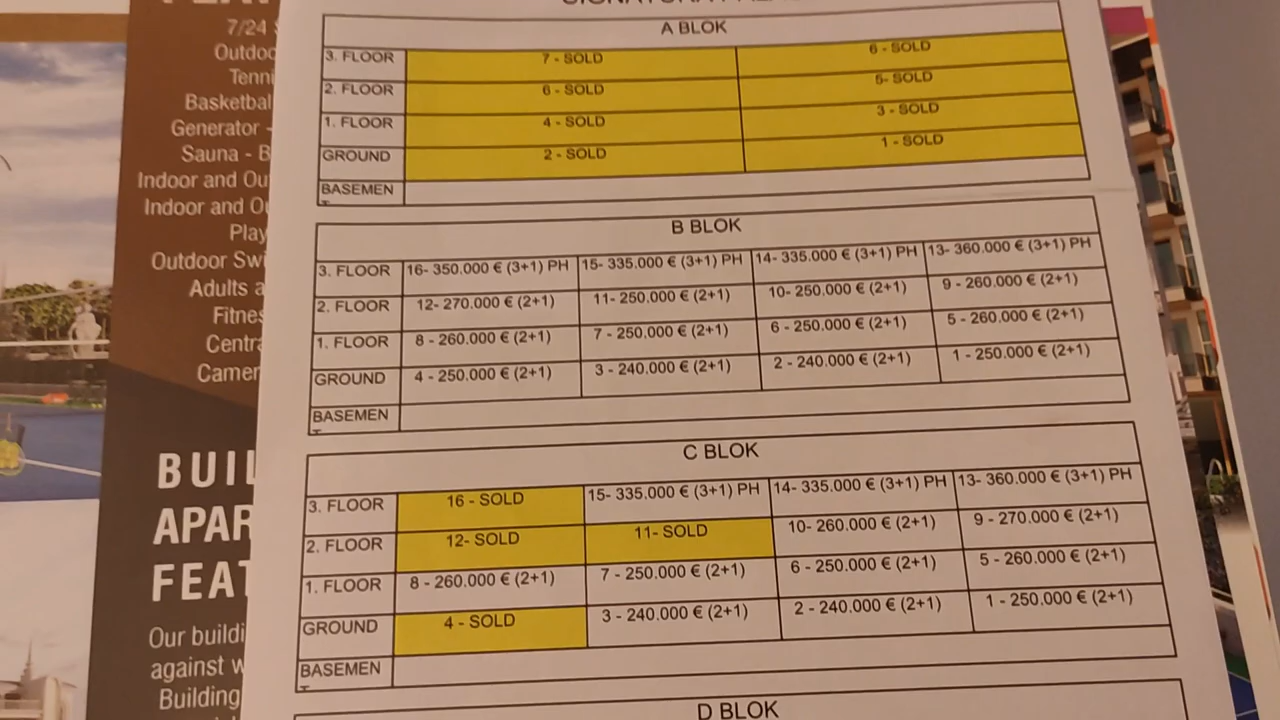 7/24
Outdoo
Tenni
Basketbal
Generator -
Sauna - B
Indoor and Ou
Indoor and Ou
Play
Outdoor Swi
Adults a
Fitnes
Centra
Camer
BUIL
APAR
FEAT
Our buildi
against w
Building
A BLOK
3. FLOOR 7 - SOLD 6 - SOLD
2. FLOOR 6 - SOLD 5- SOLD
1. FLOOR 4 - SOLD 3 - SOLD
GROUND 2 - SOLD 1 - SOLD
BASEMEN
T
B BLOK
3. FLOOR 16- 350.000 € (3+1) PH 15- 335.000 € (3+1) PH 14- 335.000 € (3+1) PH 13- 360.000 € (3+1) PH
2. FLOOR 12- 270.000 € (2+1) 11- 250.000 € (2+1) 10- 250.000 € (2+1) 9 - 260.000 € (2+1)
1. FLOOR 8 - 260.000 € (2+1) 7 - 250.000 € (2+1) 6 - 250.000 € (2+1) 5 - 260.000 € (2+1)
GROUND 4 - 250.000 € (2+1) 3 - 240.000 € (2+1) 2 - 240.000 € (2+1) 1 - 250.000 € (2+1)
BASEMEN
T
C BLOK
3. FLOOR 16 - SOLD 15- 335.000 € (3+1) PH 14- 335.000 € (3+1) PH 13- 360.000 € (3+1) PH
2. FLOOR 12- SOLD 11- SOLD 10- 260.000 € (2+1) 9 - 270.000 € (2+1)
1. FLOOR 8 - 260.000 € (2+1) 7 - 250.000 € (2+1) 6 - 250.000 € (2+1) 5 - 260.000 € (2+1)
GROUND 4 - SOLD 3 - 240.000 € (2+1) 2 - 240.000 € (2+1) 1 - 250.000 € (2+1)
BASEMEN
T
D BLOK